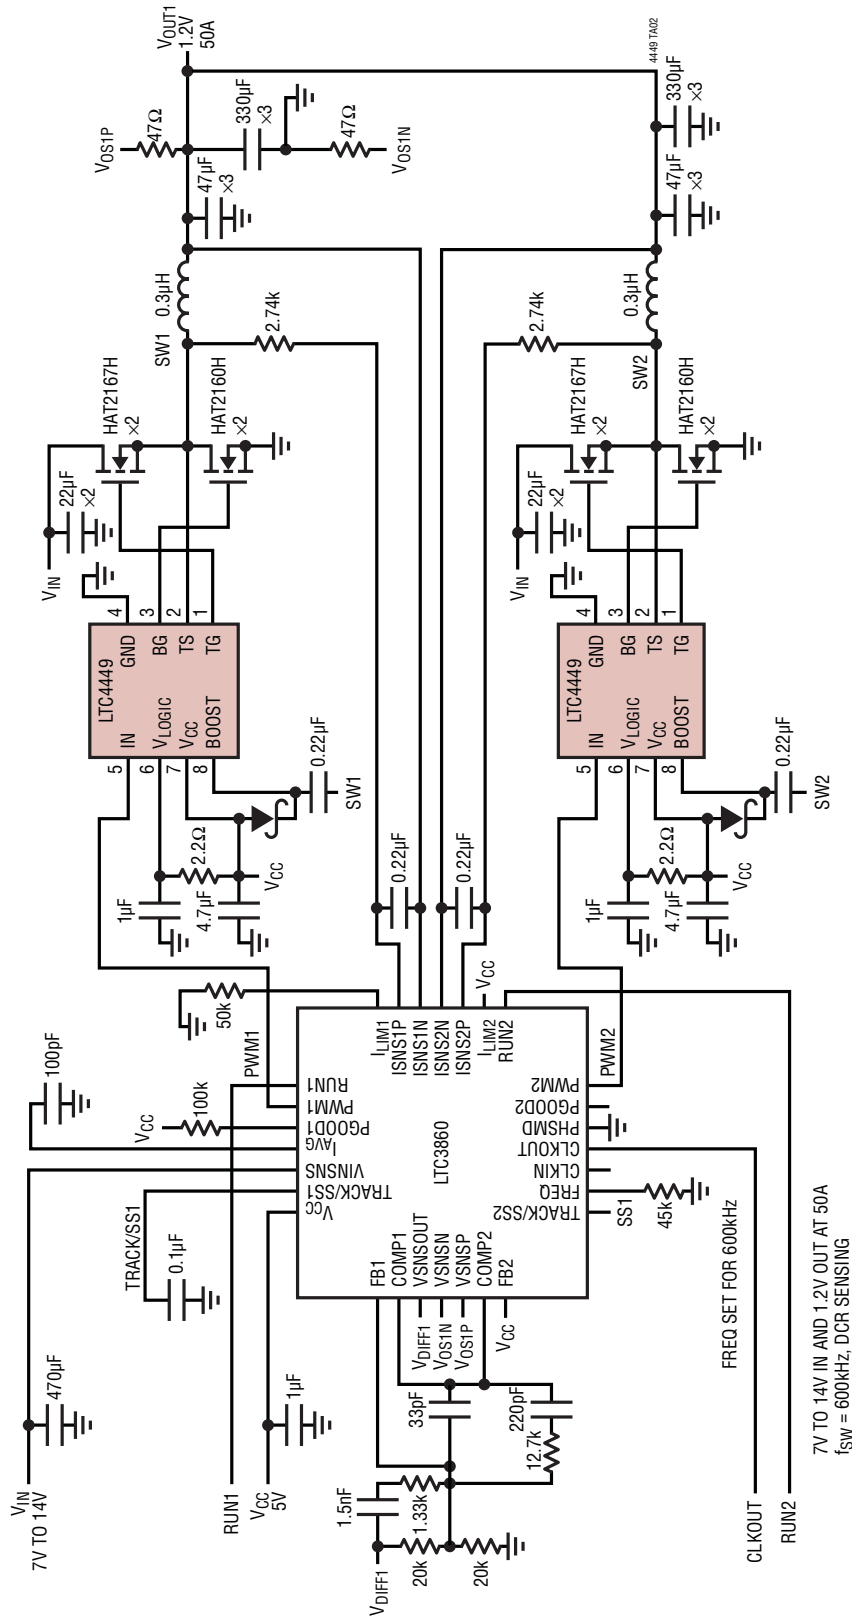 VIN
7V TO 14V
470µF
RUN1
VCC
5V
1µF
TRACK/SS1
0.1µF
VCC
100k
100pF
50k
PWM1
VCC
TRACK/SS1
VINSNS
IAVG
PGOOD1
PWM1
RUN1
LTC3860
FB1
COMP1
VSNSOUT
VSNSN
VSNSP
COMP2
FB2
VDIFF1
VOS1N
VOS1P
VCC
ILIM1
ISNS1P
ISNS1N
ISNS2N
ISNS2P
ILIM2
RUN2
VCC
TRACK/SS2
FREQ
CLKIN
CLKOUT
PHSMD
PGOOD2
PWM2
PWM2
SS1
45k
FREQ SET FOR 600kHz
VDIFF1
1.5nF
1.33k
20k
20k
33pF
220pF
12.7k
CLKOUT
RUN2
1µF
4.7µF
2.2Ω
VCC
0.22µF
SW1
5
6
7
8
LTC4449
IN
VLOGIC
VCC
BOOST
GND
BG
TS
TG
4
3
2
1
VIN
22µF
×2
HAT2167H
×2
HAT2160H
×2
SW1
0.3µH
2.74k
0.22µF
0.22µF
47µF
×3
VOS1P
47Ω
330µF
×3
47Ω
VOS1N
VOUT1
1.2V
50A
1µF
4.7µF
2.2Ω
VCC
0.22µF
SW2
5
6
7
8
LTC4449
IN
VLOGIC
VCC
BOOST
GND
BG
TS
TG
4
3
2
1
VIN
22µF
×2
HAT2167H
×2
HAT2160H
×2
SW2
0.3µH
2.74k
47µF
×3
330µF
×3
4449 TA02
7V TO 14V IN AND 1.2V OUT AT 50A
fSW = 600kHz, DCR SENSING